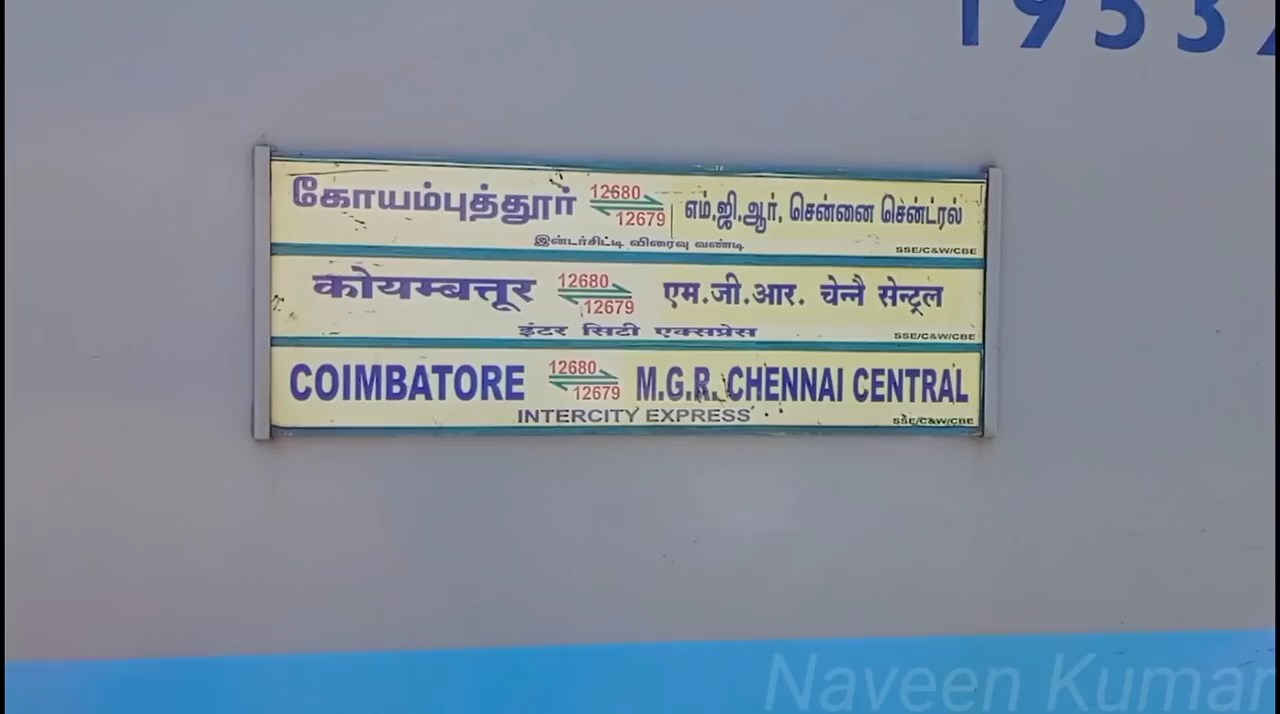 1953
கோயம்புத்தூர் 12680 12679 எம்.ஜி.ஆர். சென்னை சென்ட்ரல்
இன்டர்சிட்டி விரைவு வண்டி SSE/C&W/CBE
कोयम्बत्तूर 12680 12679 एम.जी.आर. चेन्नै सेन्ट्रल
इंटर सिटी एक्सप्रेस SSE/C&W/CBE
COIMBATORE 12680 12679 M.G.R. CHENNAI CENTRAL
INTERCITY EXPRESS SSE/C&W/CBE
Naveen Kumar